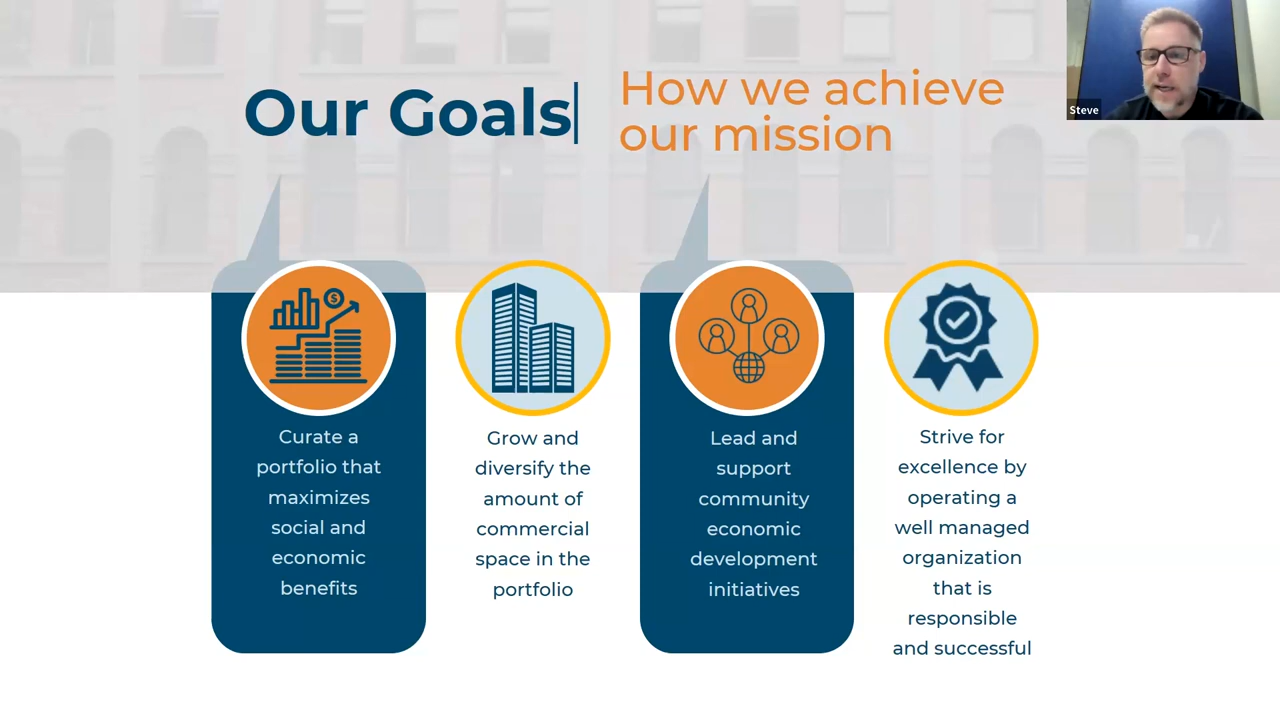 Our Goals
How we achieve
our mission
Steve
$
Curate a
portfolio that
maximizes
social and
economic
benefits
Grow and
diversify the
amount of
commercial
space in the
portfolio
Lead and
support
community
economic
development
initiatives
Strive for
excellence by
operating a
well managed
organization
that is
responsible
and successful